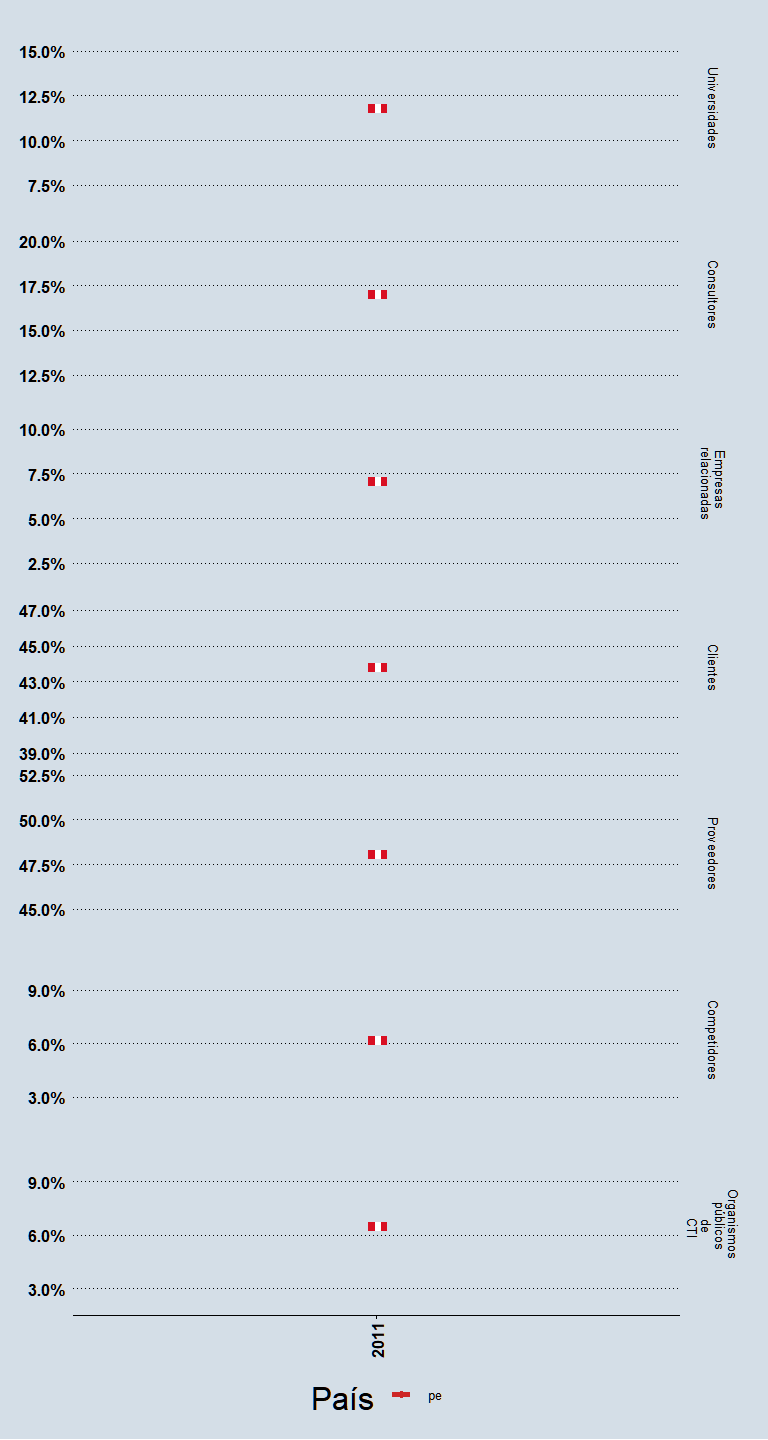 15.0%
12.5%
10.0%
7.5%
Universidades
20.0%
17.5%
15.0%
12.5%
Consultores
10.0%
7.5%
5.0%
2.5%
Empresas
relacionadas
47.0%
45.0%
43.0%
41.0%
39.0%
Clientes
52.5%
50.0%
47.5%
45.0%
Proveedores
9.0%
6.0%
3.0%
Competidores
9.0%
6.0%
3.0%
Organismos
públicos
de
CTI
2011
País pe